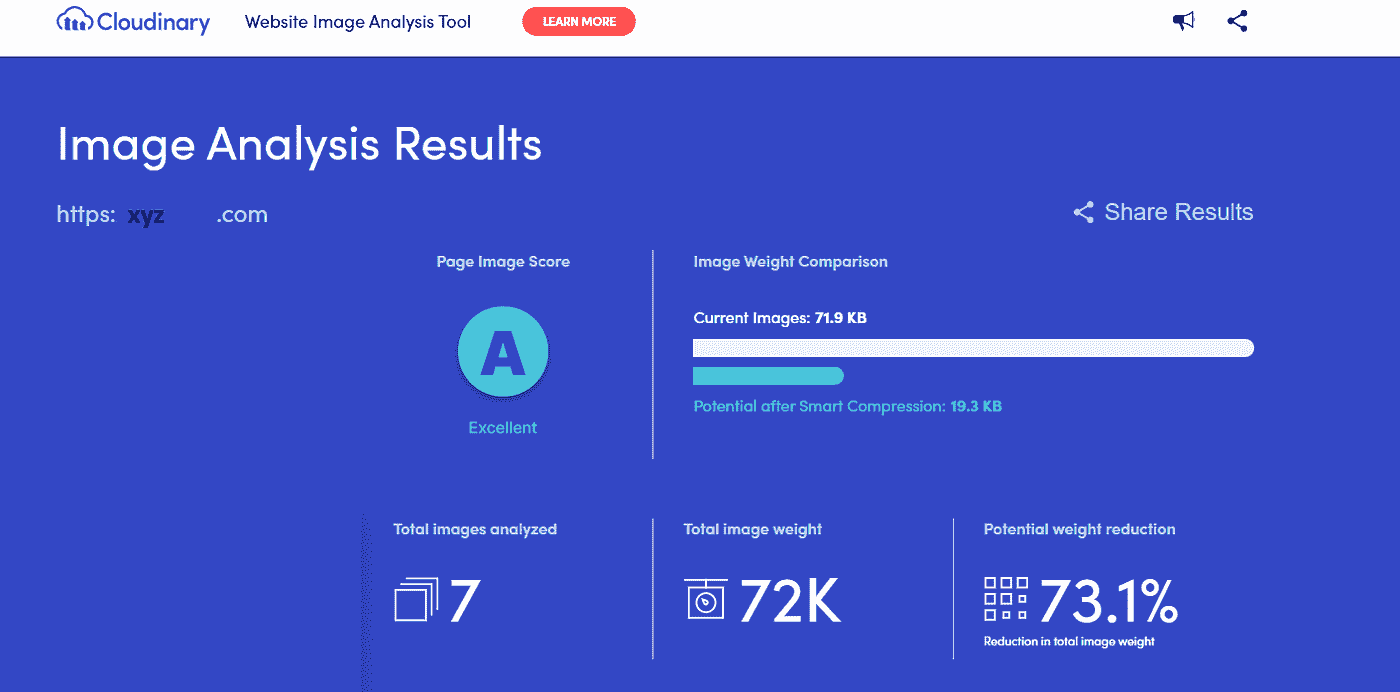 Cloudinary Website Image Analysis Tool LEARN MORE
Image Analysis Results
https: xyz .com
Share Results
Page Image Score
A
Excellent
Image Weight Comparison
Current Images: 71.9 KB
Potential after Smart Compression: 19.3 KB
Total images analyzed
7
Total image weight
72K
Potential weight reduction
73.1%
Reduction in total image weight